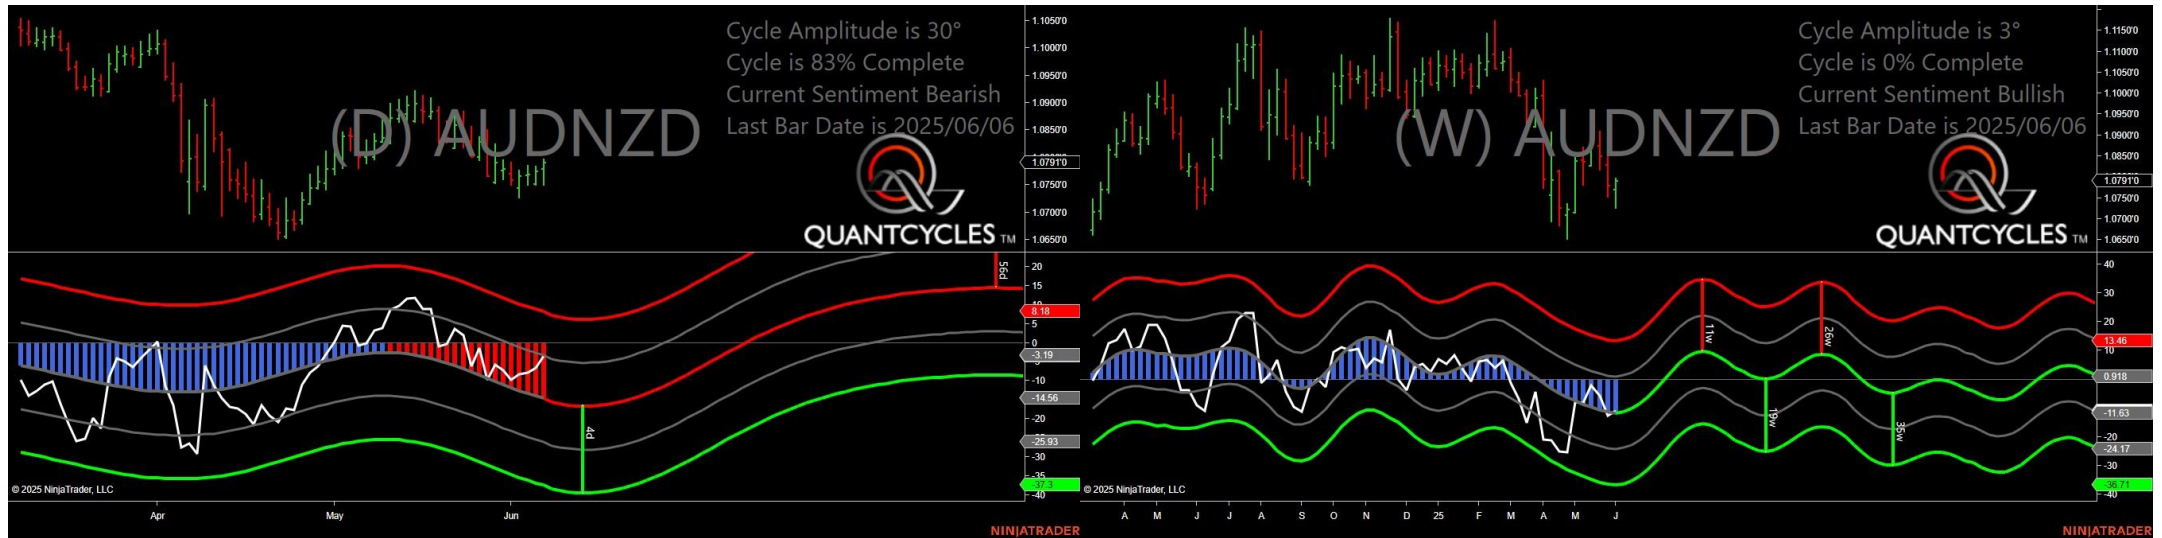 Cycle Amplitude is 30°
Cycle is 83% Complete
Current Sentiment Bearish
Last Bar Date is 2025/06/06
(D) AUDNZD
QUANTCYCLES TM
1.1050'0
1.1000'0
1.0950'0
1.0900'0
1.0850'0
1.0791'0
1.0750'0
1.0700'0
1.0650'0
56d
4d
20
15
8.18
5
0
-3.19
-10
-14.56
-20
-25.93
-30
-35
-37.3
-40
© 2025 NinjaTrader, LLC
Apr May Jun
NINJATRADER
Cycle Amplitude is 3°
Cycle is 0% Complete
Current Sentiment Bullish
Last Bar Date is 2025/06/06
(W) AUDNZD
QUANTCYCLES TM
1.1150'0
1.1100'0
1.1050'0
1.1000'0
1.0950'0
1.0900'0
1.0850'0
1.0791'0
1.0750'0
1.0700'0
1.0650'0
11w
26w
19w
35w
40
30
20
13.46
10
0.918
-11.63
-20
-24.17
-30
-36.71
-40
© 2025 NinjaTrader, LLC
A M J J A S O N D 25 F M A M J
NINJATRADER